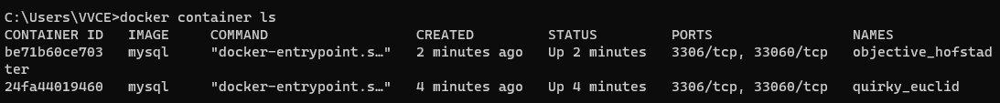 C:\Users\VVCE>docker container ls
CONTAINER ID   IMAGE     COMMAND                  CREATED         STATUS         PORTS                 NAMES
be71b60ce703   mysql     "docker-entrypoint.s…"   2 minutes ago   Up 2 minutes   3306/tcp, 33060/tcp   objective_hofstad
ter
24fa44019460   mysql     "docker-entrypoint.s…"   4 minutes ago   Up 4 minutes   3306/tcp, 33060/tcp   quirky_euclid